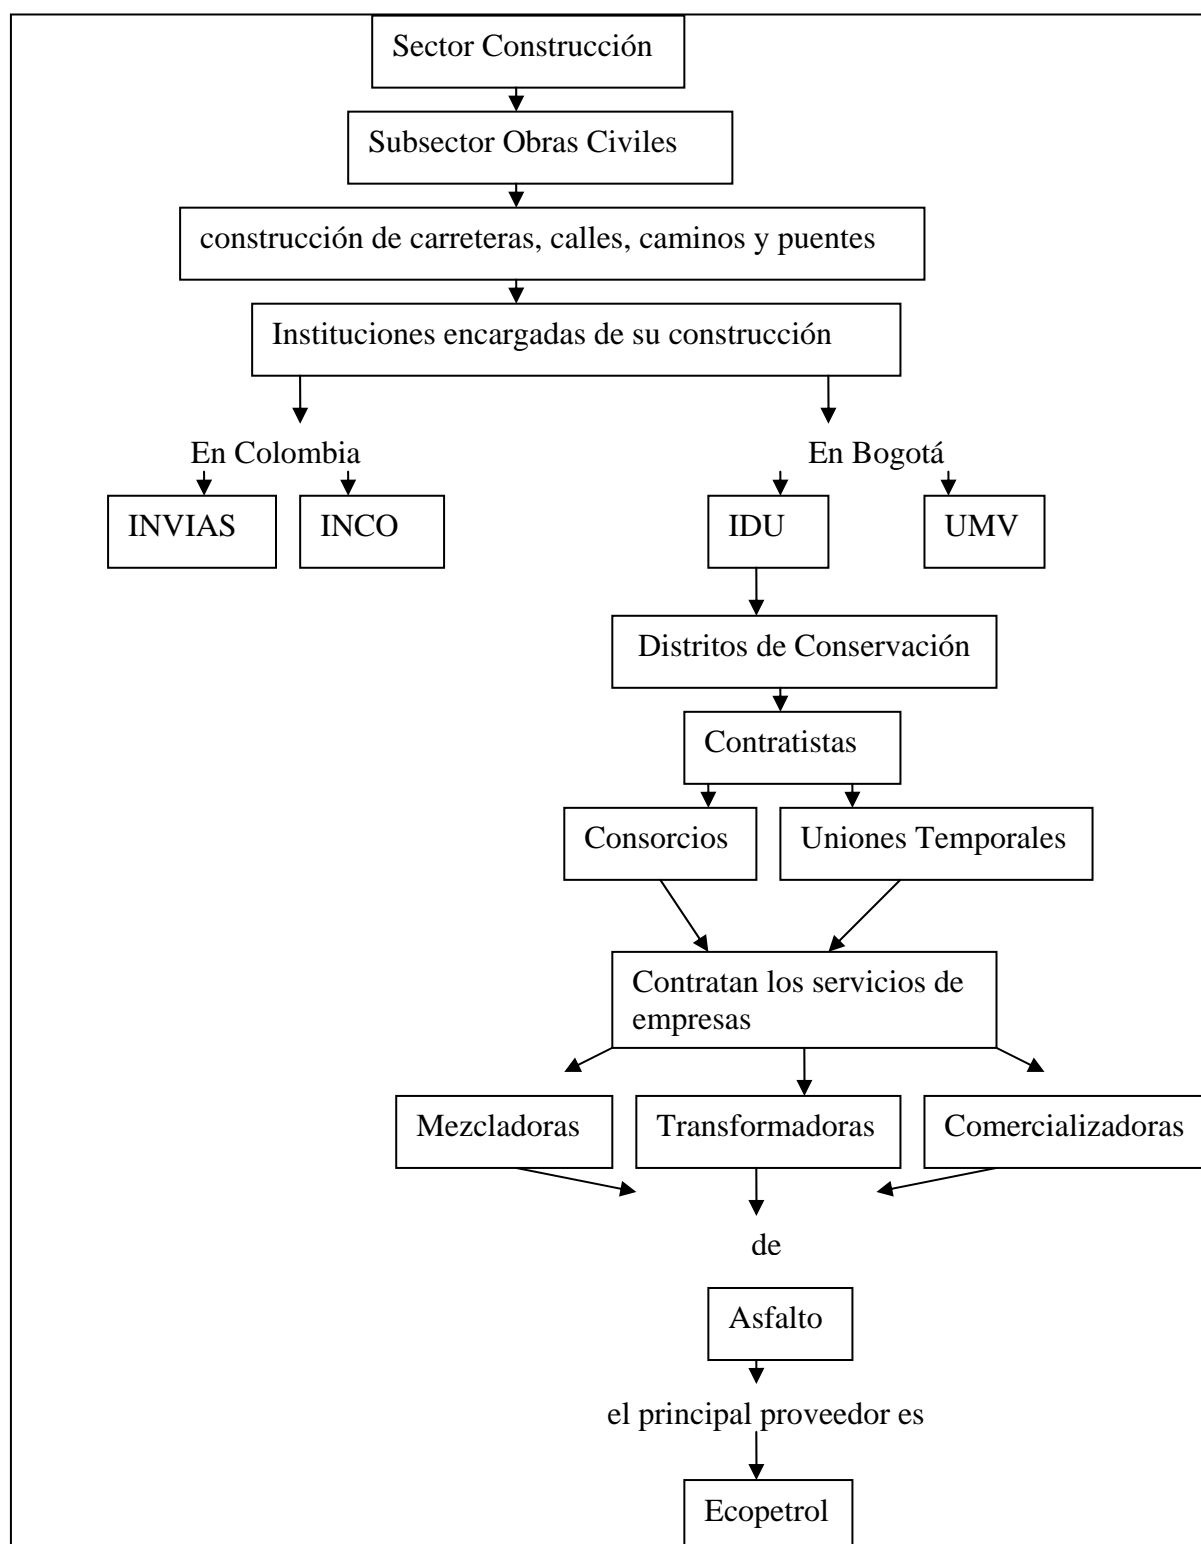 Sector Construcción
Subsector Obras Civiles
construcción de carreteras, calles, caminos y puentes
Instituciones encargadas de su construcción
En Colombia
En Bogotá
INVIAS
INCO
IDU
UMV
Distritos de Conservación
Contratistas
Consorcios
Uniones Temporales
Contratan los servicios de
empresas
Mezcladoras
Transformadoras
Comercializadoras
de
Asfalto
el principal proveedor es
Ecopetrol